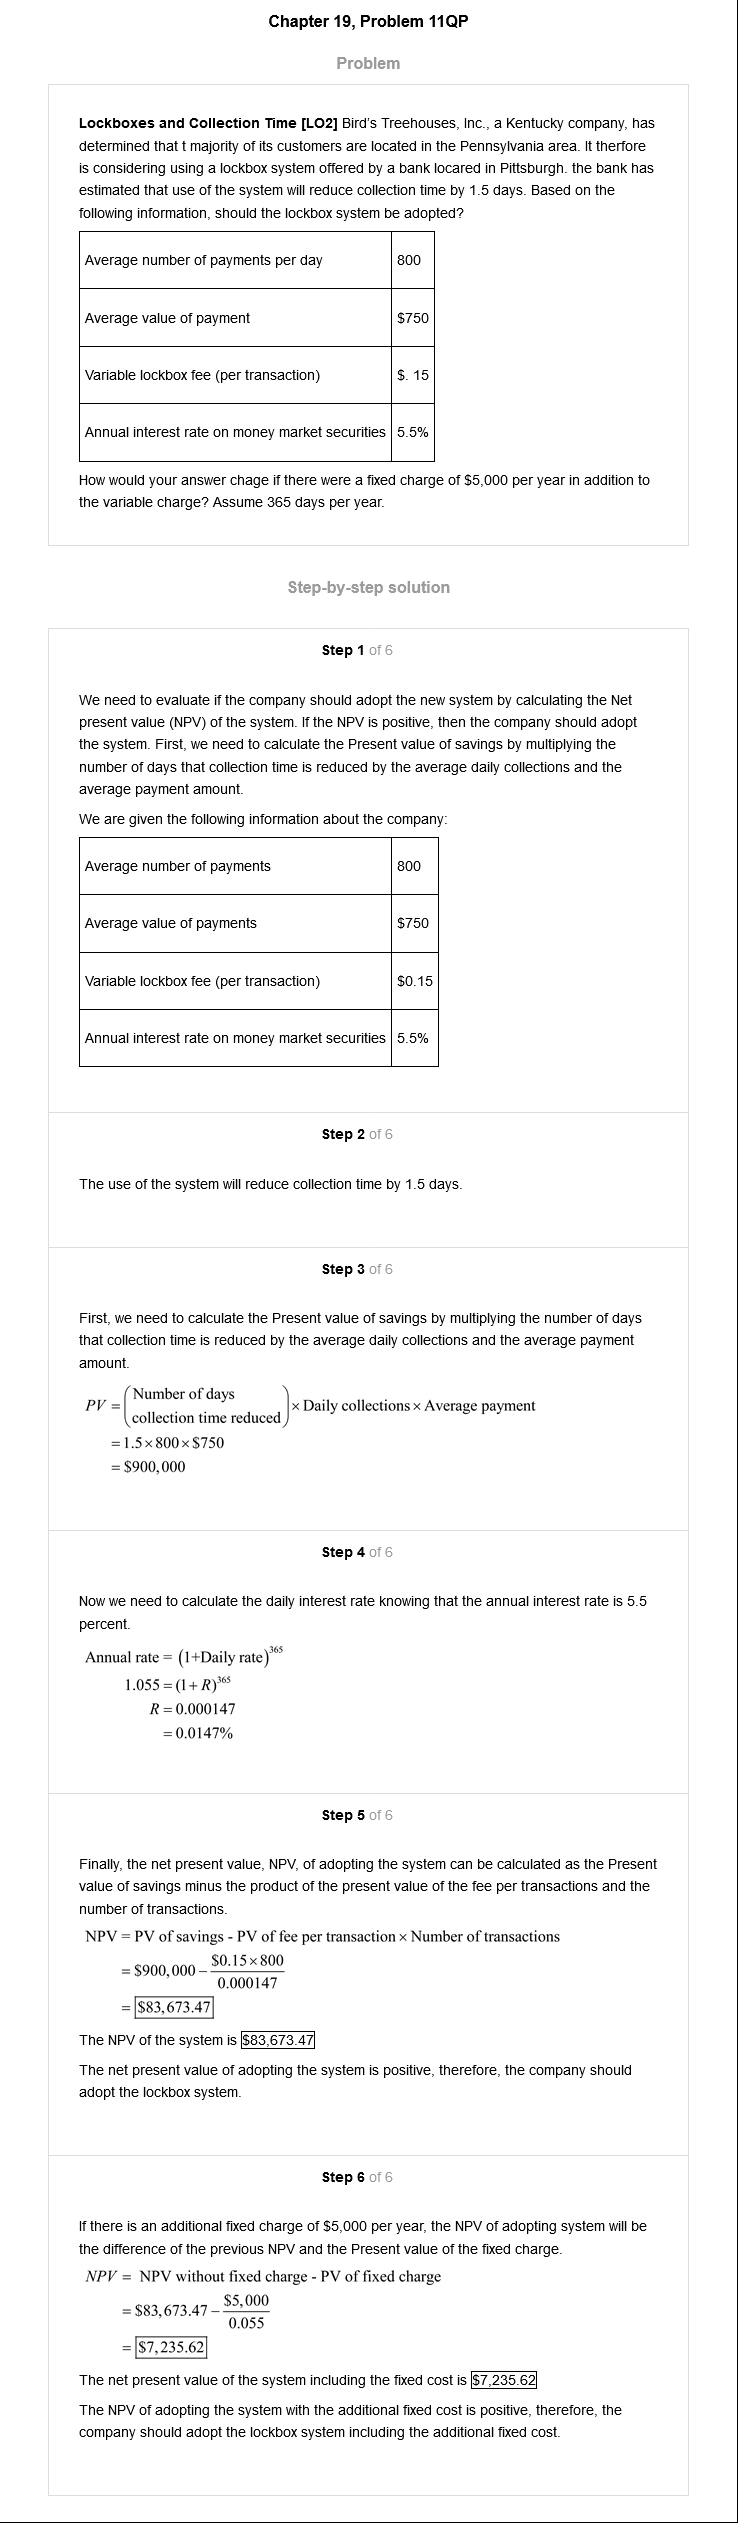 Chapter 19, Problem 11QP
Problem
Lockboxes and Collection Time [LO2] Bird's Treehouses, Inc., a Kentucky company, has
determined that t majority of its customers are located in the Pennsylvania area. It therfore
is considering using a lockbox system offered by a bank locared in Pittsburgh. the bank has
estimated that use of the system will reduce collection time by 1.5 days. Based on the
following information, should the lockbox system be adopted?
Average number of payments per day 800
Average value of payment $750
Variable lockbox fee (per transaction) $. 15
Annual interest rate on money market securities 5.5%
How would your answer chage if there were a fixed charge of $5,000 per year in addition to
the variable charge? Assume 365 days per year.
Step-by-step solution
Step 1 of 6
We need to evaluate if the company should adopt the new system by calculating the Net
present value (NPV) of the system. If the NPV is positive, then the company should adopt
the system. First, we need to calculate the Present value of savings by multiplying the
number of days that collection time is reduced by the average daily collections and the
average payment amount.
We are given the following information about the company:
Average number of payments 800
Average value of payments $750
Variable lockbox fee (per transaction) $0.15
Annual interest rate on money market securities 5.5%
Step 2 of 6
The use of the system will reduce collection time by 1.5 days.
Step 3 of 6
First, we need to calculate the Present value of savings by multiplying the number of days
that collection time is reduced by the average daily collections and the average payment
amount.
PV = (Number of days collection time reduced) × Daily collections × Average payment
= 1.5 × 800 × $750
= $900,000
Step 4 of 6
Now we need to calculate the daily interest rate knowing that the annual interest rate is 5.5
percent.
Annual rate = (1+Daily rate)^365
1.055 = (1 + R)^365
R = 0.000147
= 0.0147%
Step 5 of 6
Finally, the net present value, NPV, of adopting the system can be calculated as the Present
value of savings minus the product of the present value of the fee per transactions and the
number of transactions.
NPV = PV of savings - PV of fee per transaction × Number of transactions
= $900,000 − $0.15 × 800 / 0.000147
= $83,673.47
The NPV of the system is $83,673.47
The net present value of adopting the system is positive, therefore, the company should
adopt the lockbox system.
Step 6 of 6
If there is an additional fixed charge of $5,000 per year, the NPV of adopting system will be
the difference of the previous NPV and the Present value of the fixed charge.
NPV = NPV without fixed charge - PV of fixed charge
= $83,673.47 − $5,000 / 0.055
= $7,235.62
The net present value of the system including the fixed cost is $7,235.62
The NPV of adopting the system with the additional fixed cost is positive, therefore, the
company should adopt the lockbox system including the additional fixed cost.